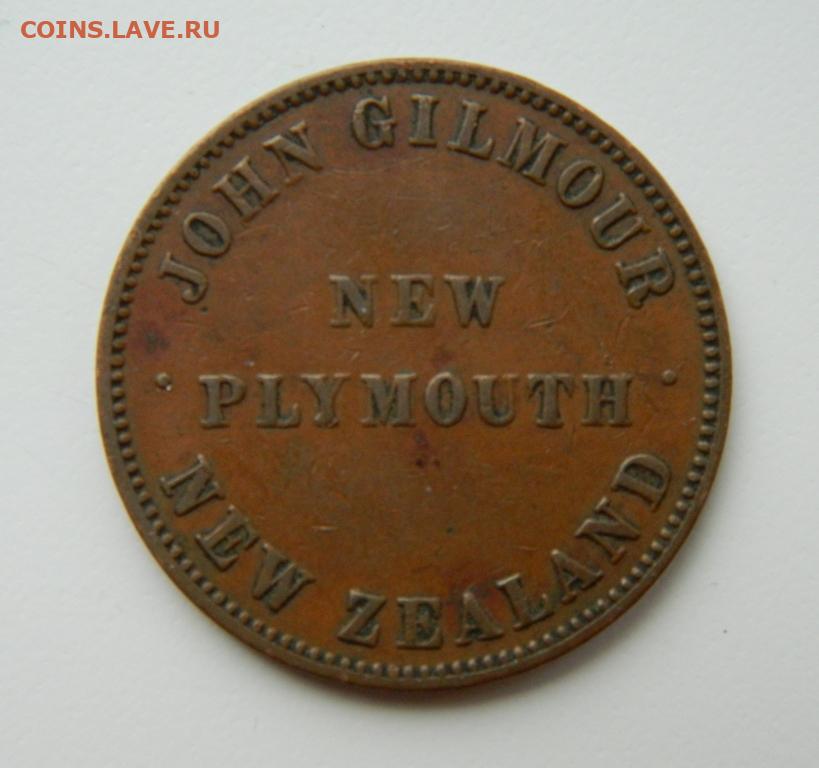 COINS.LAVE.RU
JOHN GILMOUR
NEW
· PLYMOUTH ·
NEW ZEALAND